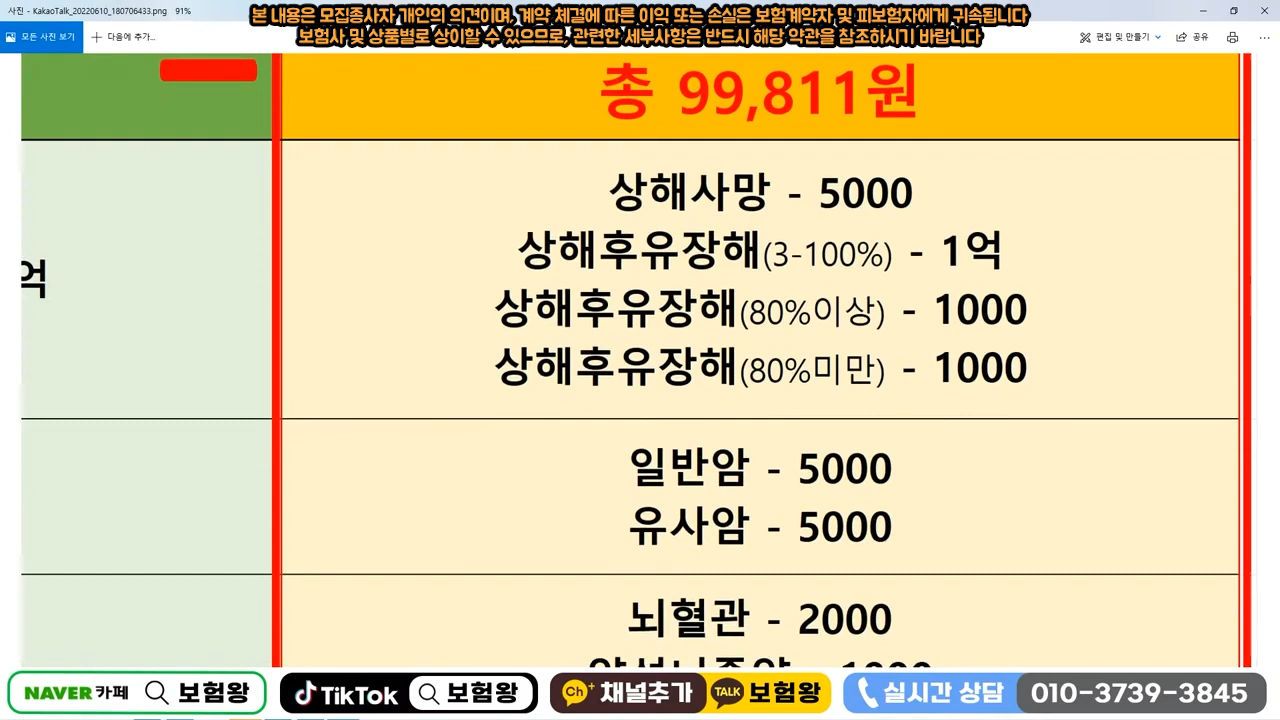 사진 - KakaoTalk_20220610_180706433.png 91%
본 내용은 모집종사자 개인의 의견이며, 계약 체결에 따른 이익 또는 손실은 보험계약자 및 피보험자에게 귀속됩니다
보험사 및 상품별로 상이할 수 있으므로, 관련한 세부사항은 반드시 해당 약관을 참조하시기 바랍니다
모든 사진 보기
다음에 추가...
편집 및 만들기
공유
총 99,811원
상해사망 - 5000
상해후유장해(3-100%) - 1억
상해후유장해(80%이상) - 1000
상해후유장해(80%미만) - 1000
억
일반암 - 5000
유사암 - 5000
뇌혈관 - 2000
NAVER 카페 보험왕
TikTok 보험왕
Ch+ 채널추가 TALK 보험왕
실시간 상담 010-3739-3845